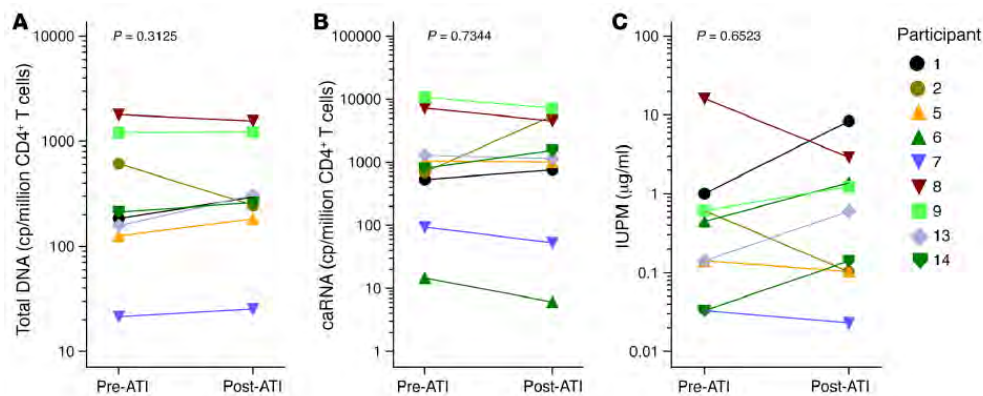 A
P = 0.3125
Total DNA (cp/million CD4⁺ T cells)
10000
1000
100
10
Pre-ATI
Post-ATI
B
P = 0.7344
caRNA (cp/million CD4⁺ T cells)
100000
10000
1000
100
10
1
Pre-ATI
Post-ATI
C
P = 0.6523
IUPM (μg/ml)
100
10
1
0.1
0.01
Pre-ATI
Post-ATI
Participant
1
2
5
6
7
8
9
13
14